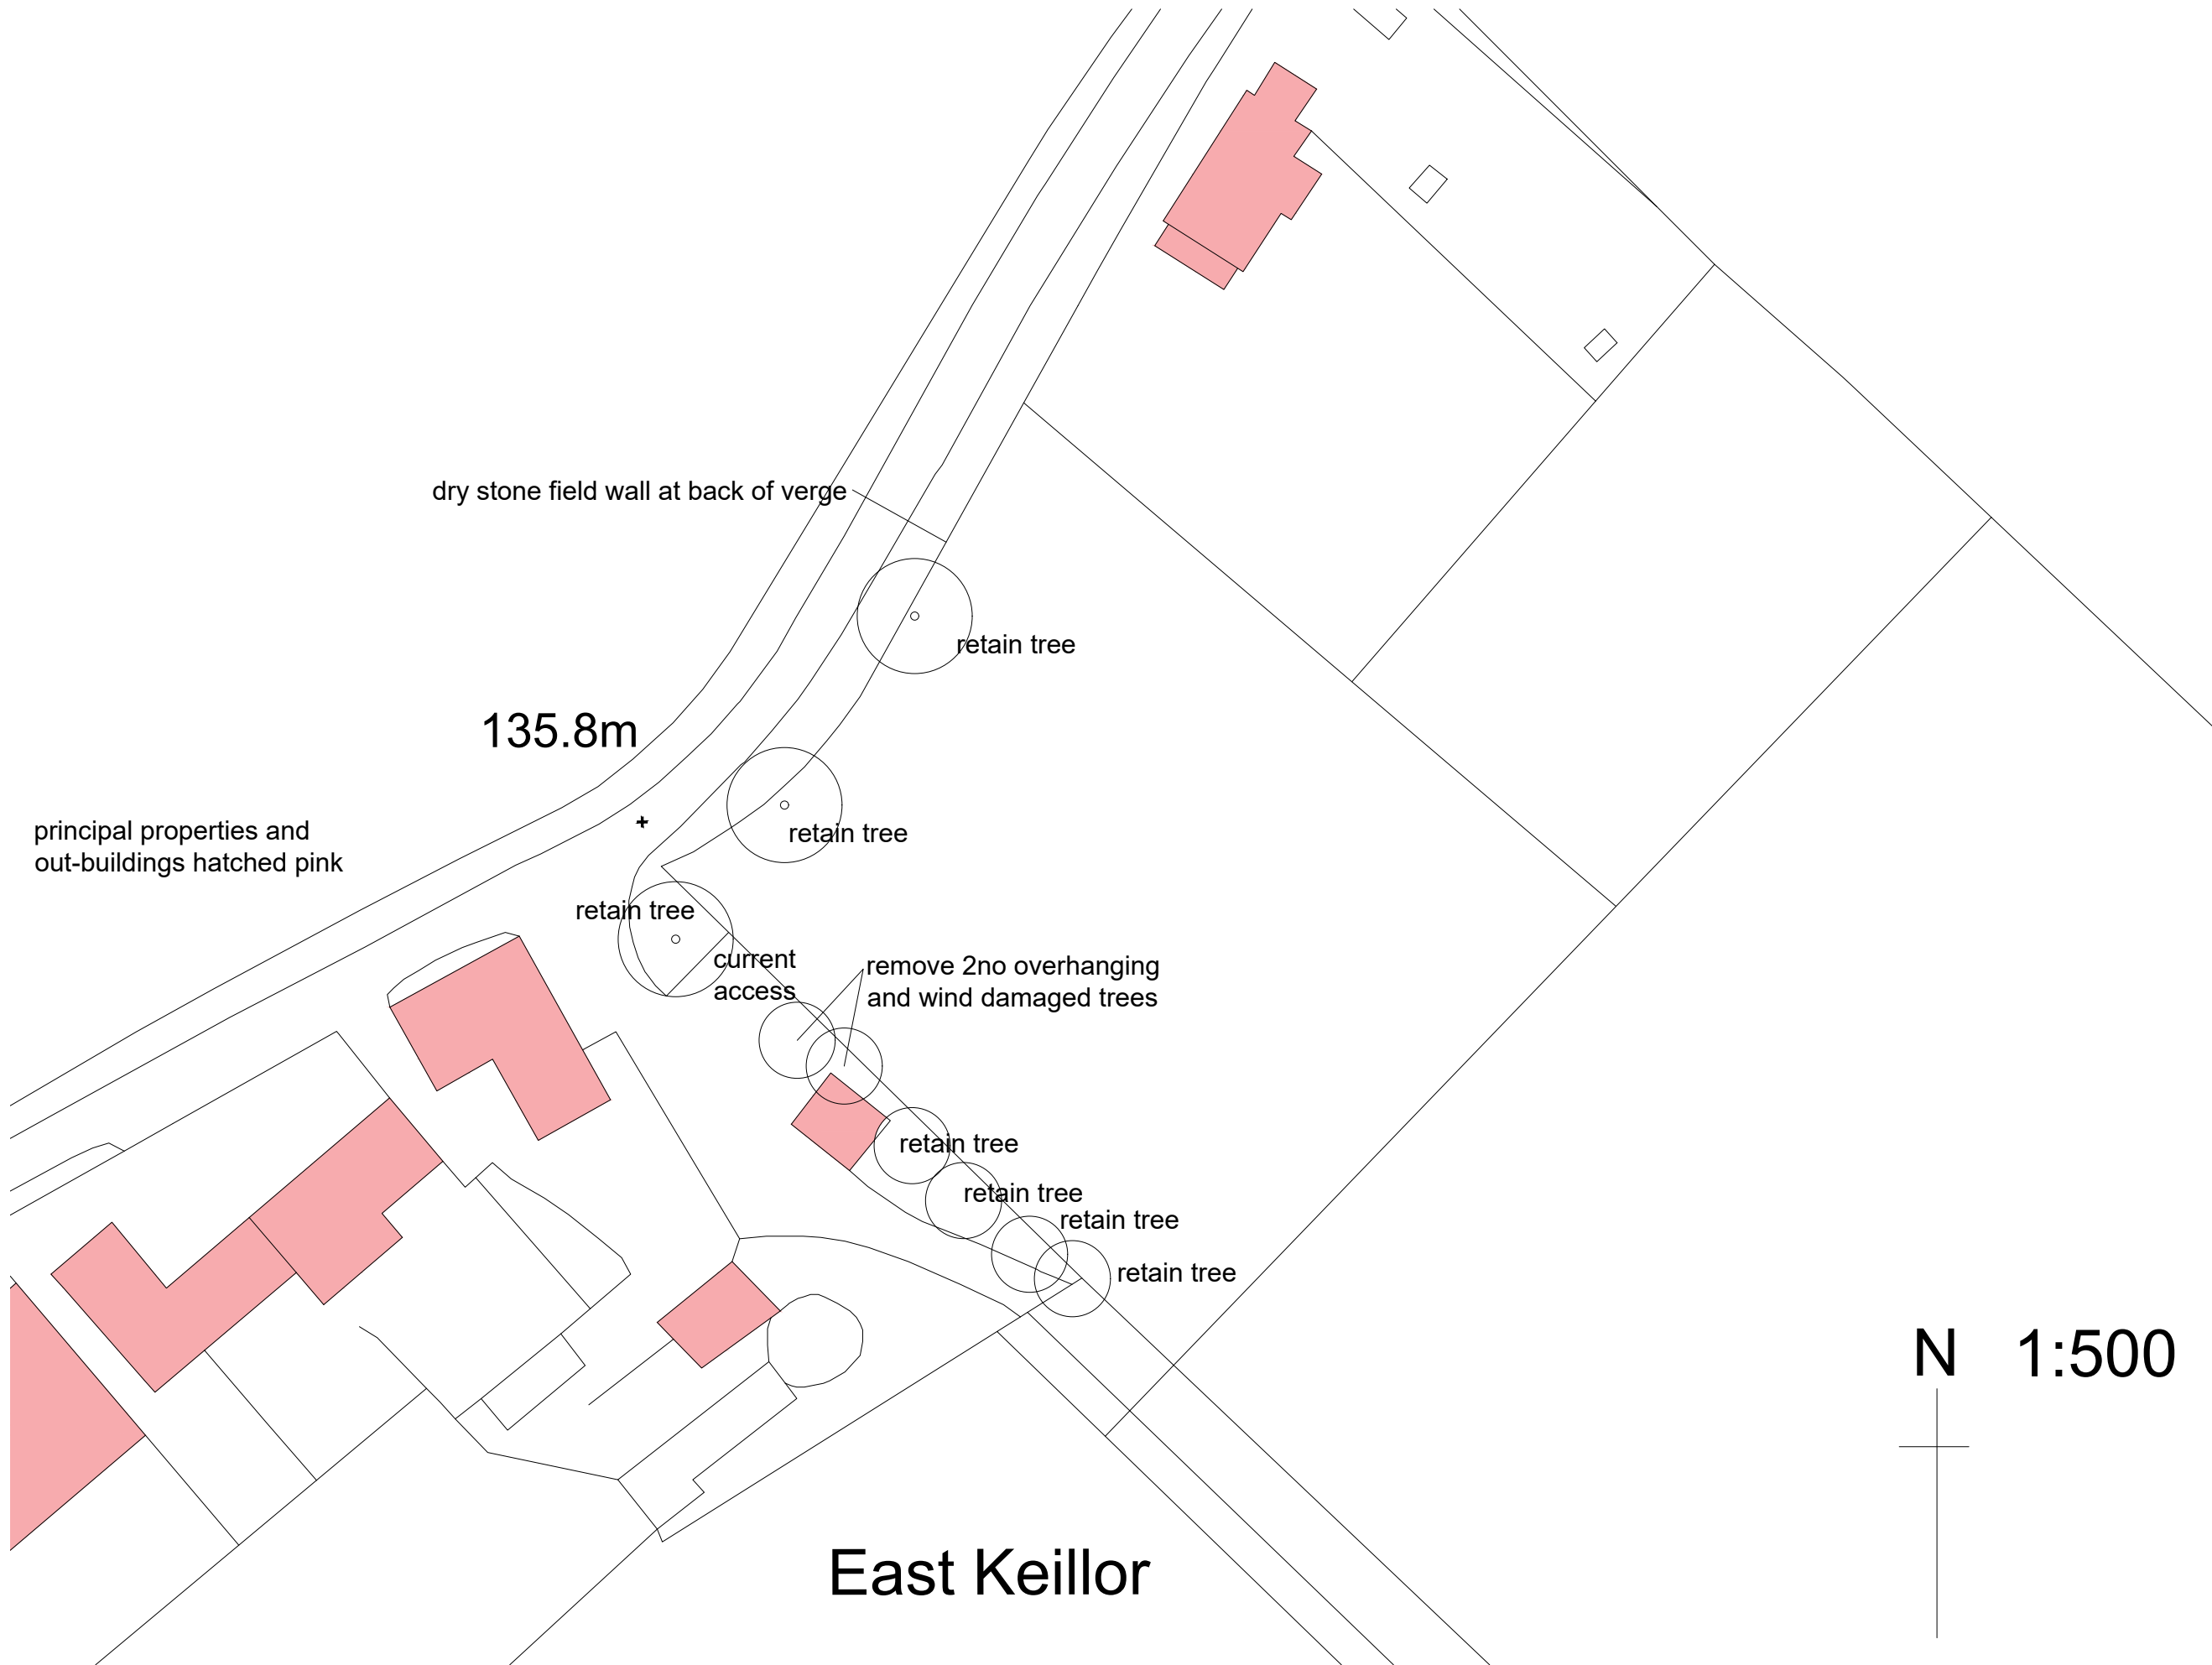 dry stone field wall at back of verge
retain tree
135.8m
principal properties and
out-buildings hatched pink
retain tree
retain tree
current
access
remove 2no overhanging
and wind damaged trees
retain tree
retain tree
retain tree
retain tree
N 1:500
East Keillor